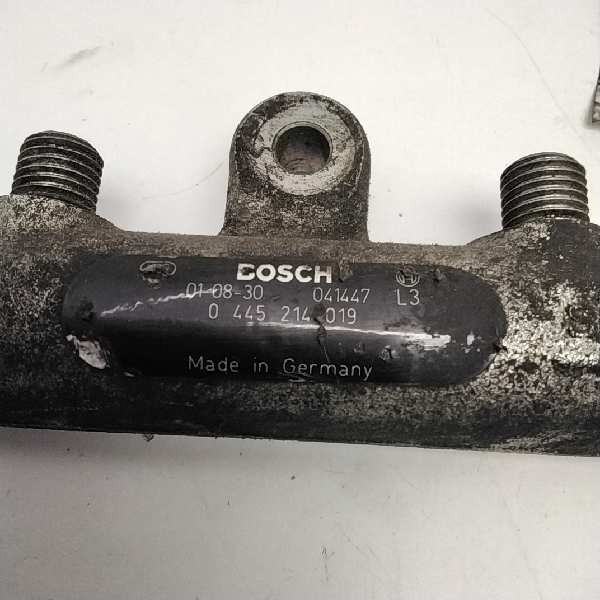 BOSCH
01-08-30 041447 L3
0 445 214 019
Made in Germany